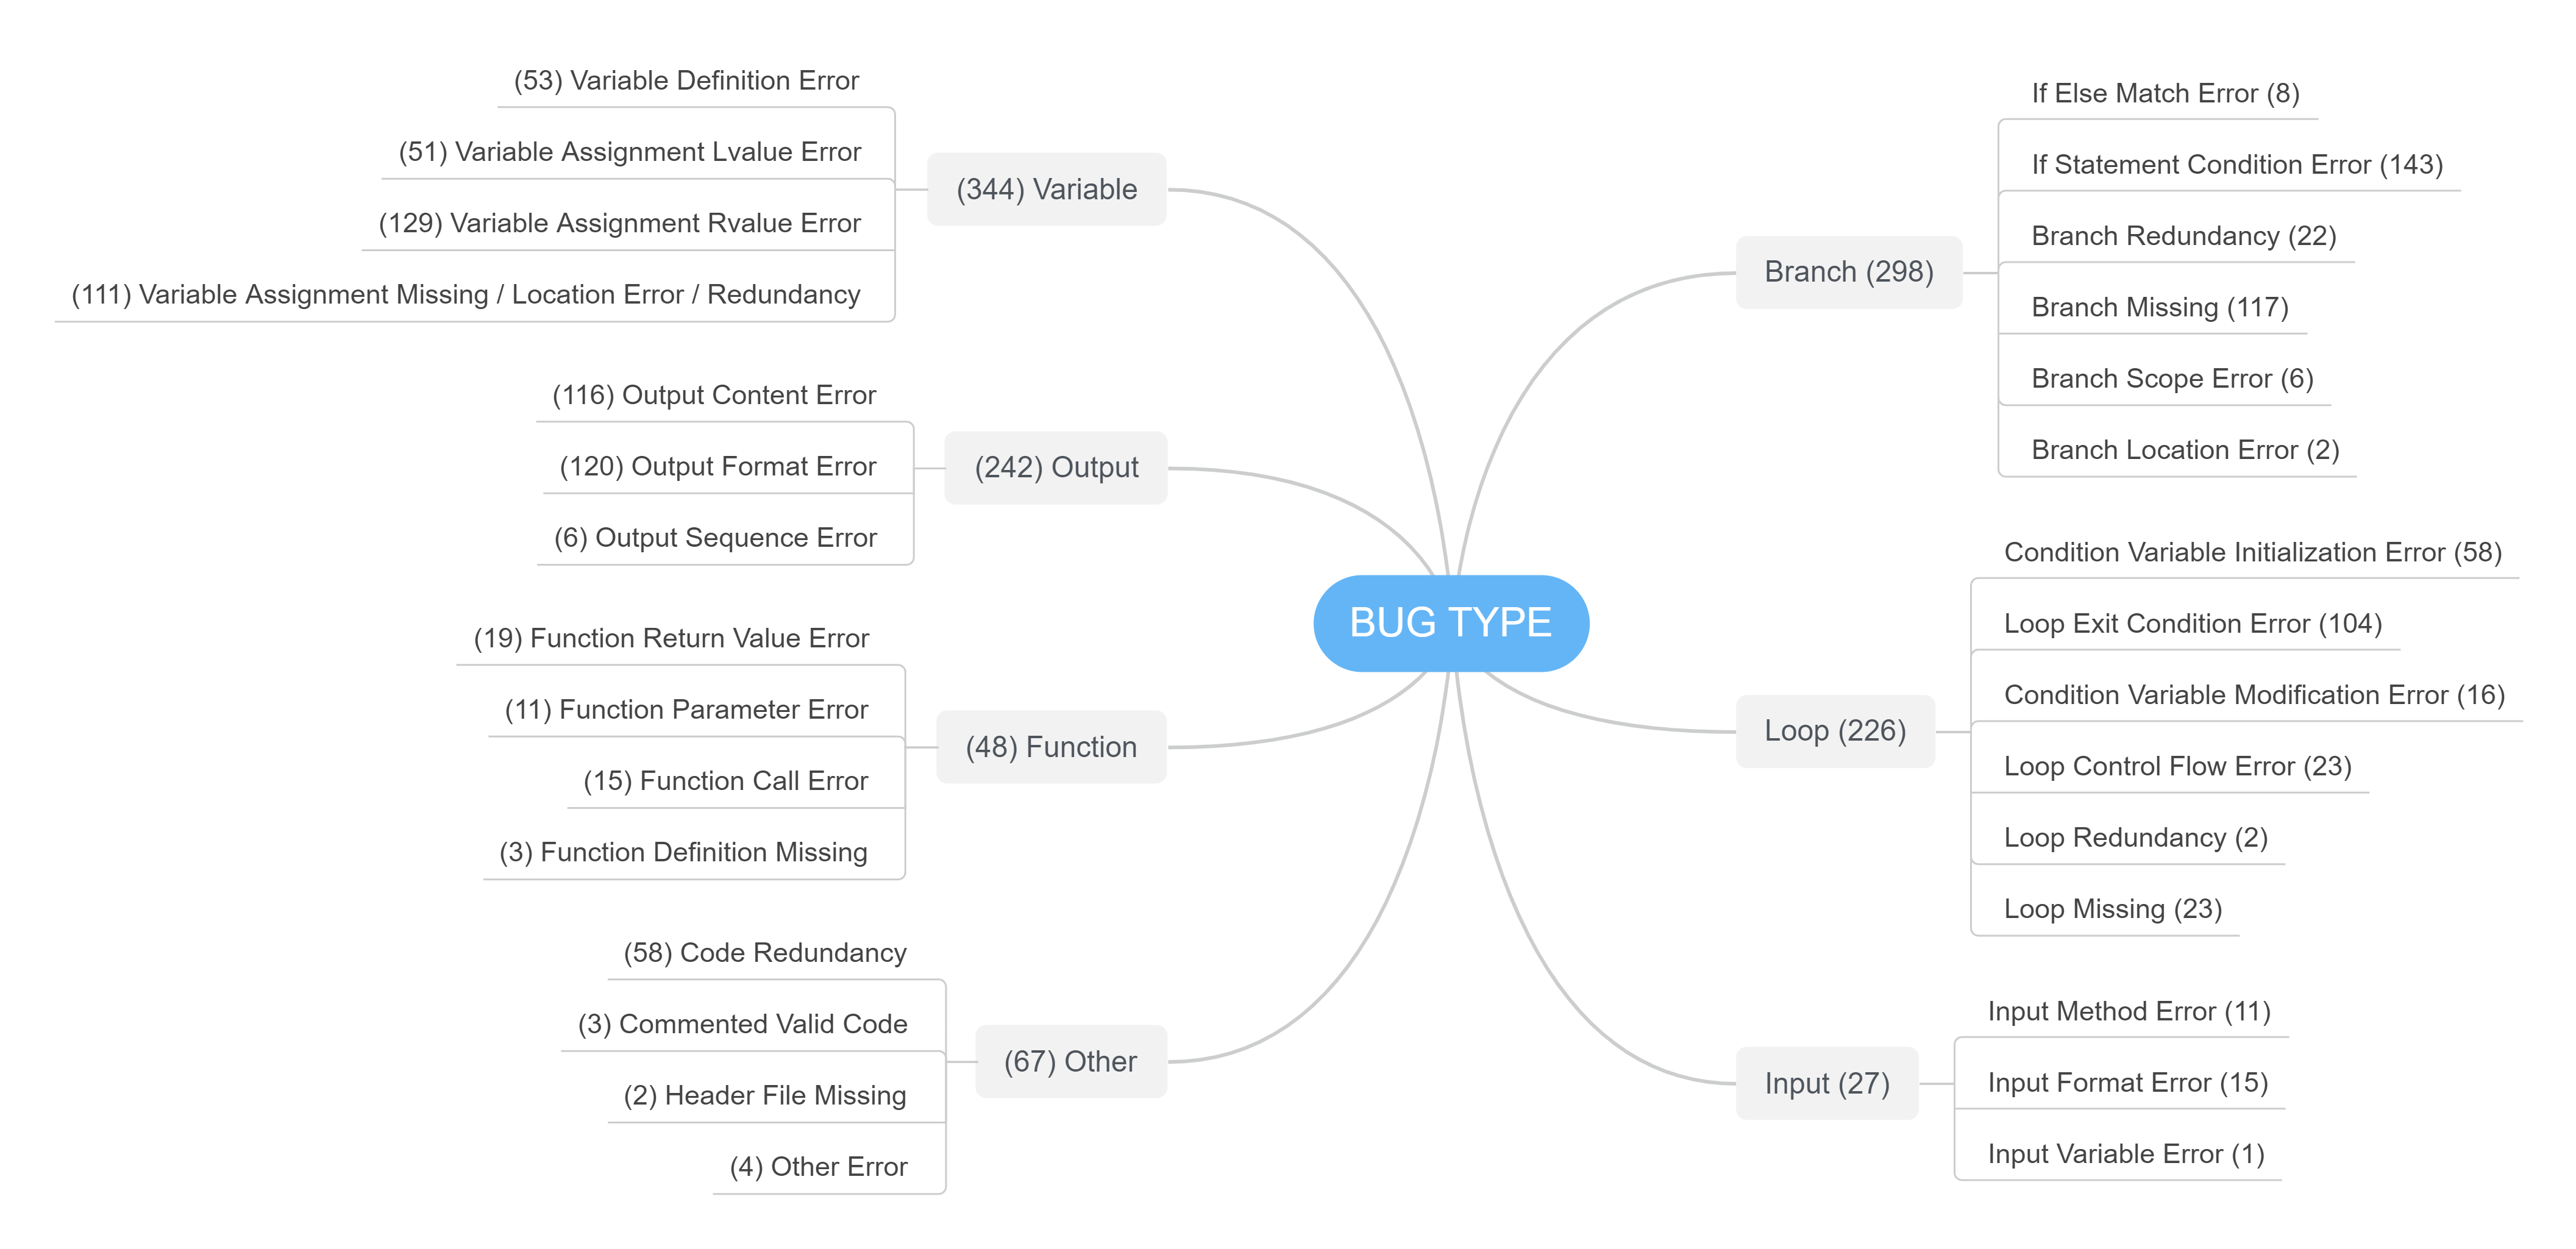 (53) Variable Definition Error
(51) Variable Assignment Lvalue Error
(129) Variable Assignment Rvalue Error
(111) Variable Assignment Missing / Location Error / Redundancy
(344) Variable
(116) Output Content Error
(120) Output Format Error
(6) Output Sequence Error
(242) Output
(19) Function Return Value Error
(11) Function Parameter Error
(15) Function Call Error
(3) Function Definition Missing
(48) Function
(58) Code Redundancy
(3) Commented Valid Code
(2) Header File Missing
(4) Other Error
(67) Other
BUG TYPE
Branch (298)
If Else Match Error (8)
If Statement Condition Error (143)
Branch Redundancy (22)
Branch Missing (117)
Branch Scope Error (6)
Branch Location Error (2)
Loop (226)
Condition Variable Initialization Error (58)
Loop Exit Condition Error (104)
Condition Variable Modification Error (16)
Loop Control Flow Error (23)
Loop Redundancy (2)
Loop Missing (23)
Input (27)
Input Method Error (11)
Input Format Error (15)
Input Variable Error (1)